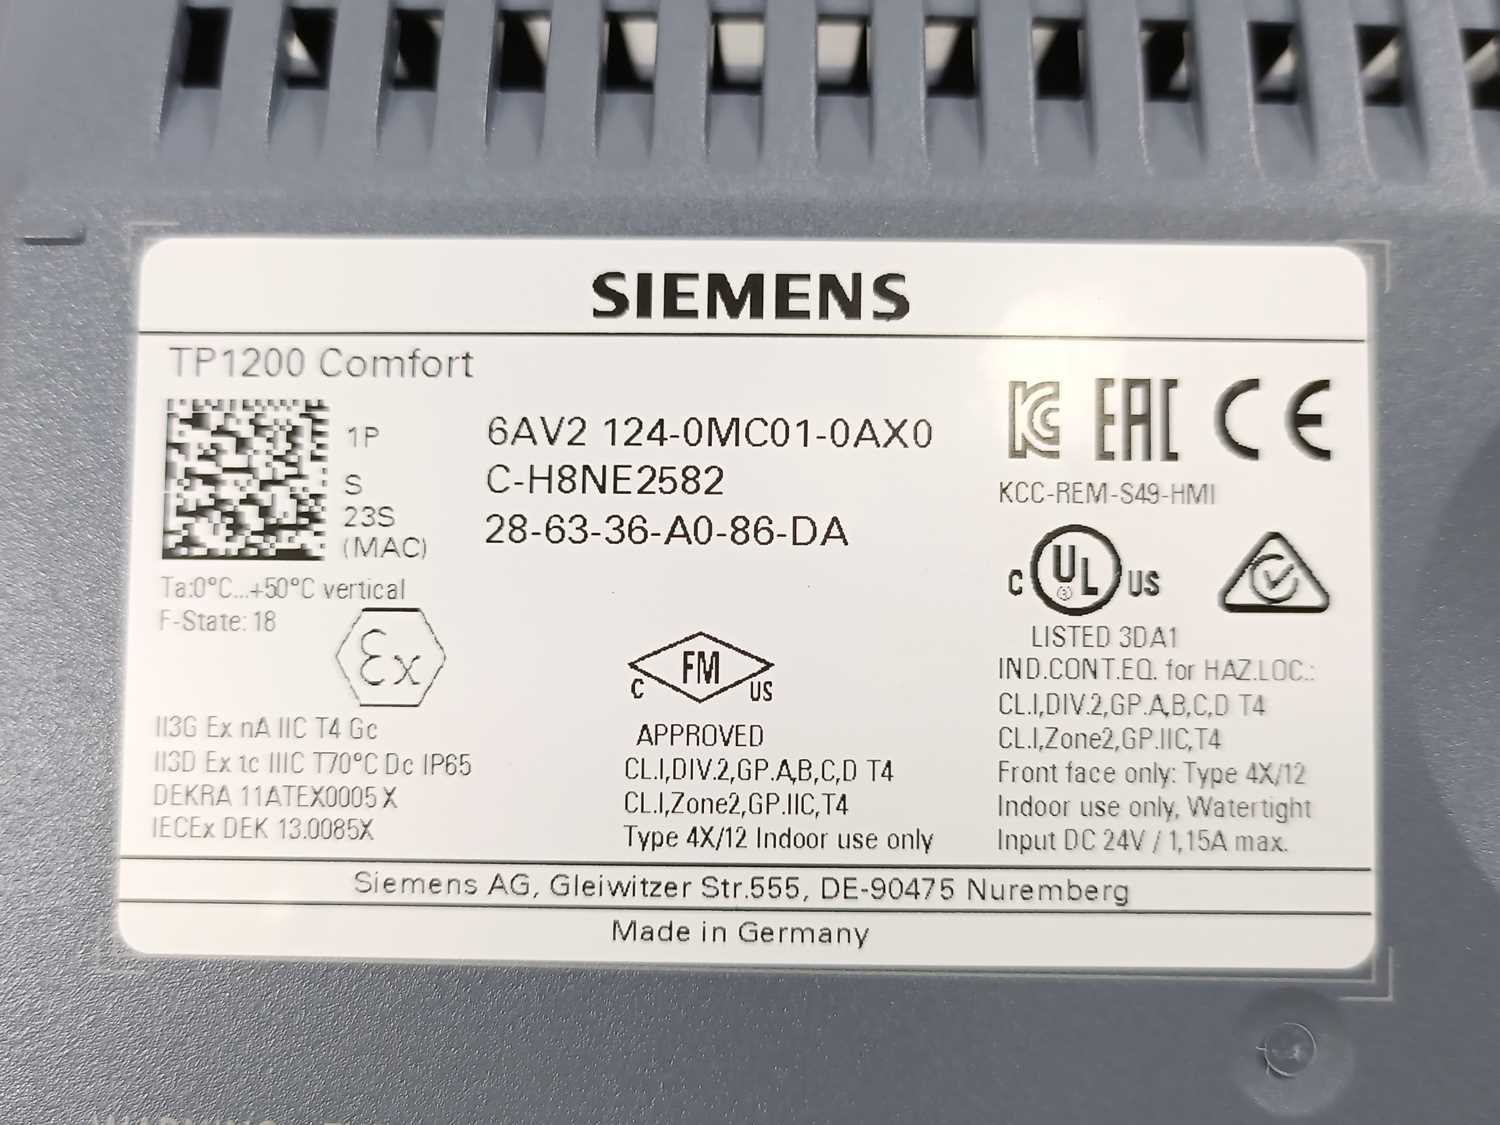 SIEMENS
TP1200 Comfort
1P 6AV2 124-0MC01-0AX0
S C-H8NE2582
23S
(MAC) 28-63-36-A0-86-DA
Ta:0°C...+50°C vertical
F-State: 18
Ex
II3G Ex nA IIC T4 Gc
II3D Ex tc IIIC T70°C Dc IP65
DEKRA 11ATEX0005 X
IECEx DEK 13.0085X
C FM US
APPROVED
CL.I,DIV.2,GP.A,B,C,D T4
CL.I,Zone2,GP.IIC,T4
Type 4X/12 Indoor use only
KC EAC CE
KCC-REM-S49-HMI
C UL US
LISTED 3DA1
IND.CONT.EQ. for HAZ.LOC.:
CL.I,DIV.2,GP.A,B,C,D T4
CL.I,Zone2,GP.IIC,T4
Front face only: Type 4X/12
Indoor use only, Watertight
Input DC 24V / 1,15A max.
Siemens AG, Gleiwitzer Str.555, DE-90475 Nuremberg
Made in Germany